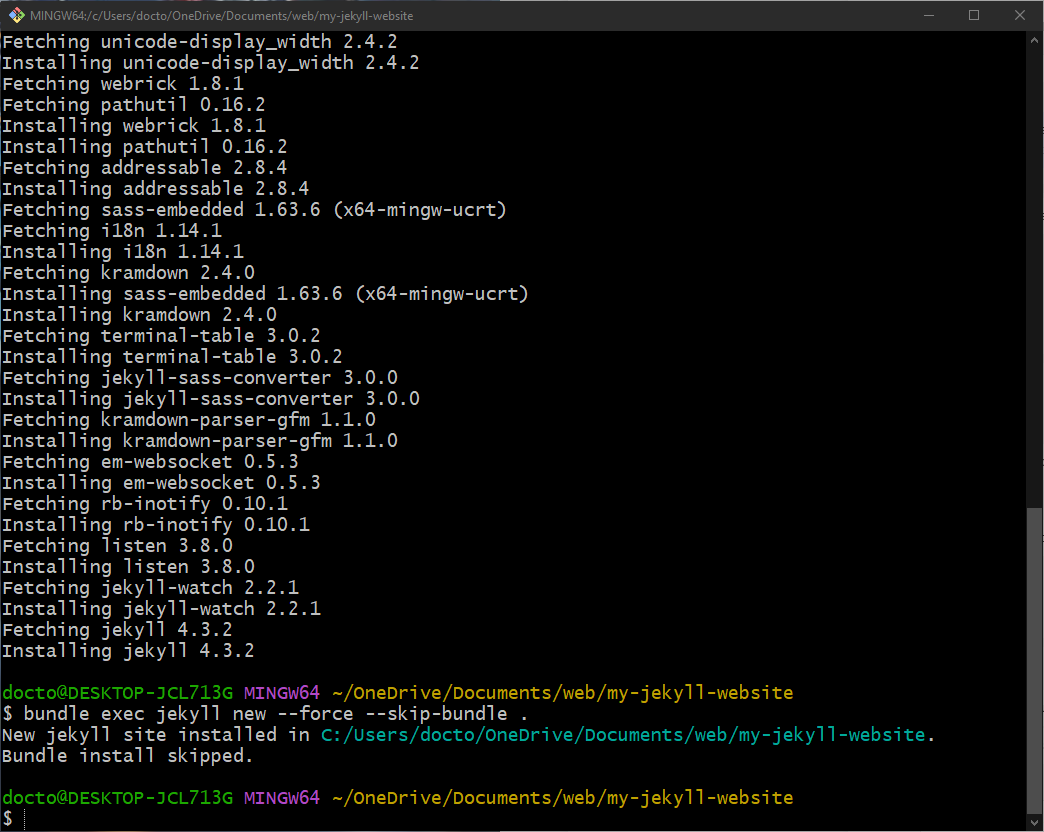 MINGW64:/c/Users/docto/OneDrive/Documents/web/my-jekyll-website
Fetching unicode-display_width 2.4.2
Installing unicode-display_width 2.4.2
Fetching webrick 1.8.1
Fetching pathutil 0.16.2
Installing webrick 1.8.1
Installing pathutil 0.16.2
Fetching addressable 2.8.4
Installing addressable 2.8.4
Fetching sass-embedded 1.63.6 (x64-mingw-ucrt)
Fetching i18n 1.14.1
Installing i18n 1.14.1
Fetching kramdown 2.4.0
Installing sass-embedded 1.63.6 (x64-mingw-ucrt)
Installing kramdown 2.4.0
Fetching terminal-table 3.0.2
Installing terminal-table 3.0.2
Fetching jekyll-sass-converter 3.0.0
Installing jekyll-sass-converter 3.0.0
Fetching kramdown-parser-gfm 1.1.0
Installing kramdown-parser-gfm 1.1.0
Fetching em-websocket 0.5.3
Installing em-websocket 0.5.3
Fetching rb-inotify 0.10.1
Installing rb-inotify 0.10.1
Fetching listen 3.8.0
Installing listen 3.8.0
Fetching jekyll-watch 2.2.1
Installing jekyll-watch 2.2.1
Fetching jekyll 4.3.2
Installing jekyll 4.3.2
docto@DESKTOP-JCL713G MINGW64 ~/OneDrive/Documents/web/my-jekyll-website
$ bundle exec jekyll new --force --skip-bundle .
New jekyll site installed in C:/Users/docto/OneDrive/Documents/web/my-jekyll-website.
Bundle install skipped.
docto@DESKTOP-JCL713G MINGW64 ~/OneDrive/Documents/web/my-jekyll-website
$